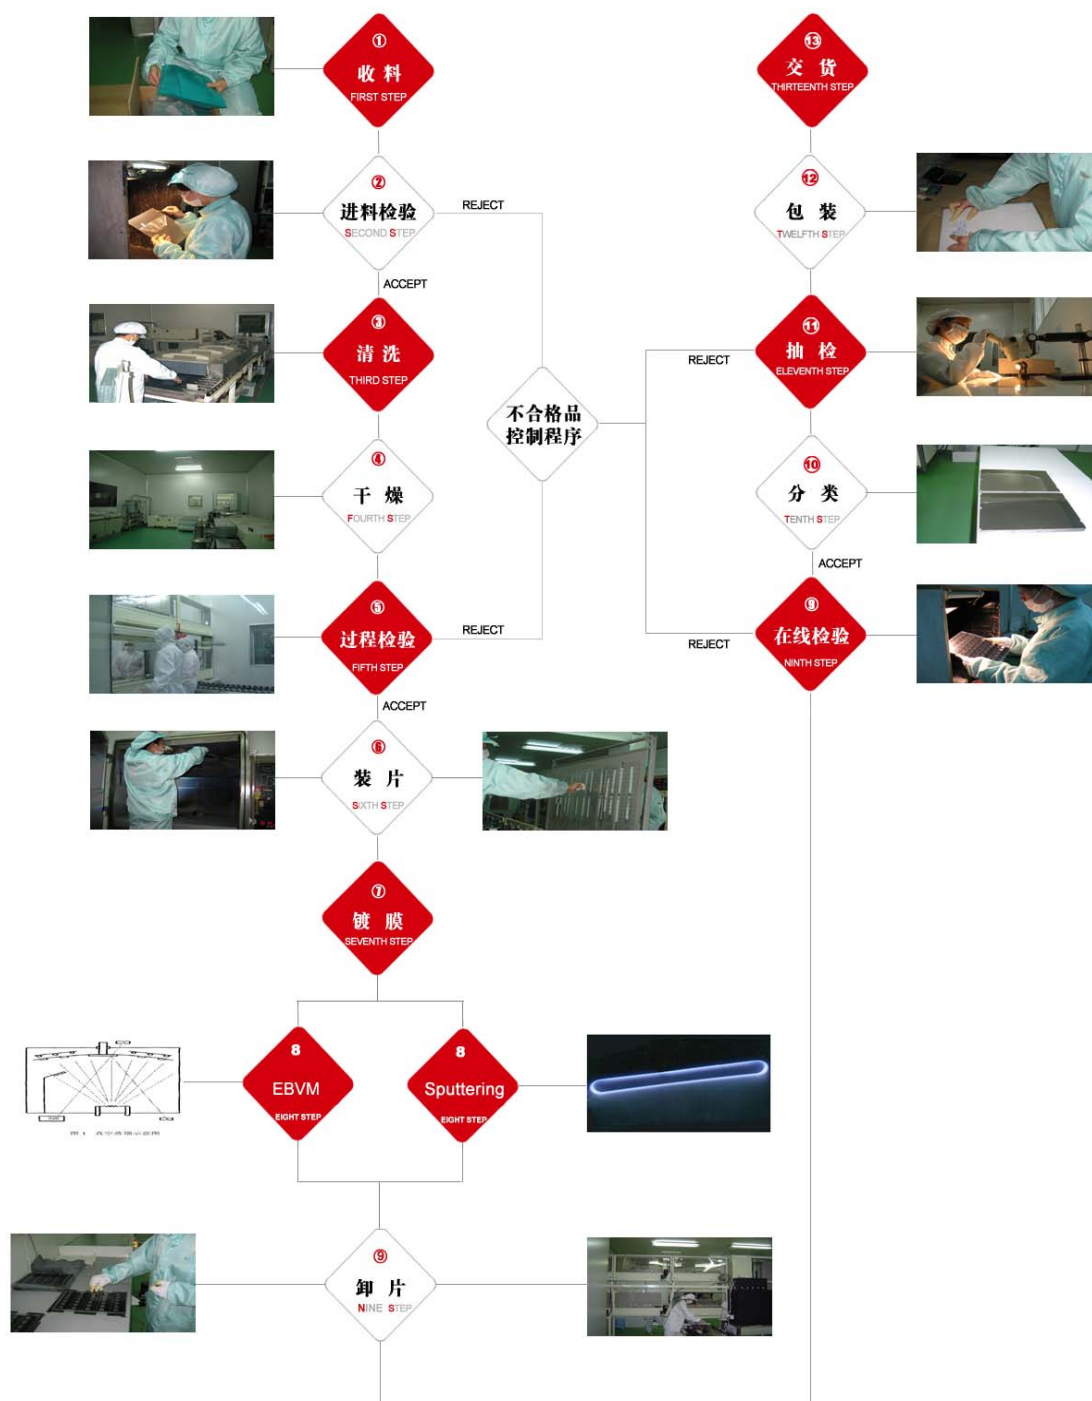 ①
收 料
FIRST STEP
②
进料检验
SECOND STEP
REJECT
ACCEPT
③
清 洗
THIRD STEP
④
干 燥
FOURTH STEP
⑤
过程检验
FIFTH STEP
REJECT
ACCEPT
⑥
装 片
SIXTH STEP
⑦
镀 膜
SEVENTH STEP
8
EBVM
EIGHT STEP
8
Sputtering
EIGHT STEP
⑨
卸 片
NINE STEP
不合格品
控制程序
⑬
交 货
THIRTEENTH STEP
⑫
包 装
TWELFTH STEP
⑪
抽 检
ELEVENTH STEP
REJECT
⑩
分 类
TENTH STEP
ACCEPT
⑨
在线检验
NINTH STEP
REJECT